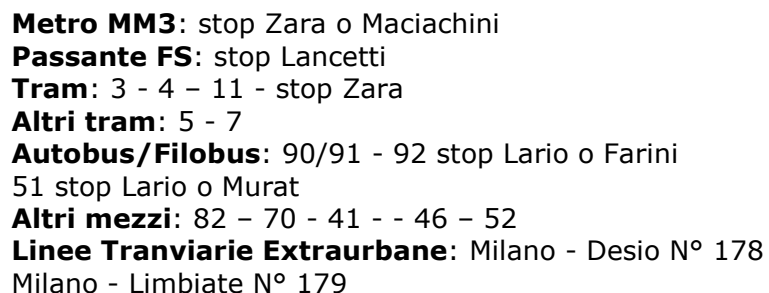 Metro MM3: stop Zara o Maciachini
Passante FS: stop Lancetti
Tram: 3 - 4 – 11 - stop Zara
Altri tram: 5 - 7
Autobus/Filobus: 90/91 - 92 stop Lario o Farini
51 stop Lario o Murat
Altri mezzi: 82 – 70 - 41 - - 46 – 52
Linee Tranviarie Extraurbane: Milano - Desio N° 178
Milano - Limbiate N° 179